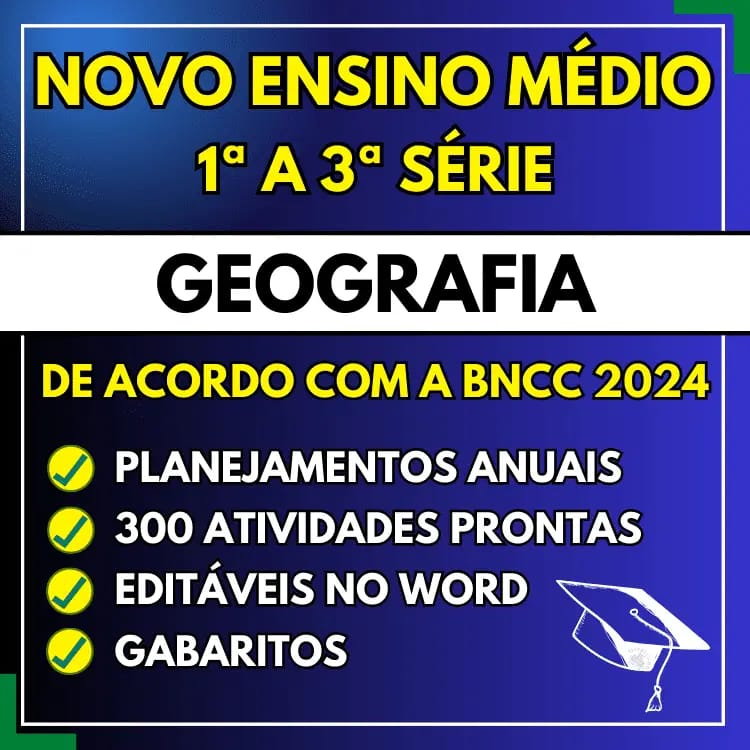 NOVO ENSINO MÉDIO
1ª A 3ª SÉRIE
GEOGRAFIA
DE ACORDO COM A BNCC 2024
PLANEJAMENTOS ANUAIS
300 ATIVIDADES PRONTAS
EDITÁVEIS NO WORD
GABARITOS